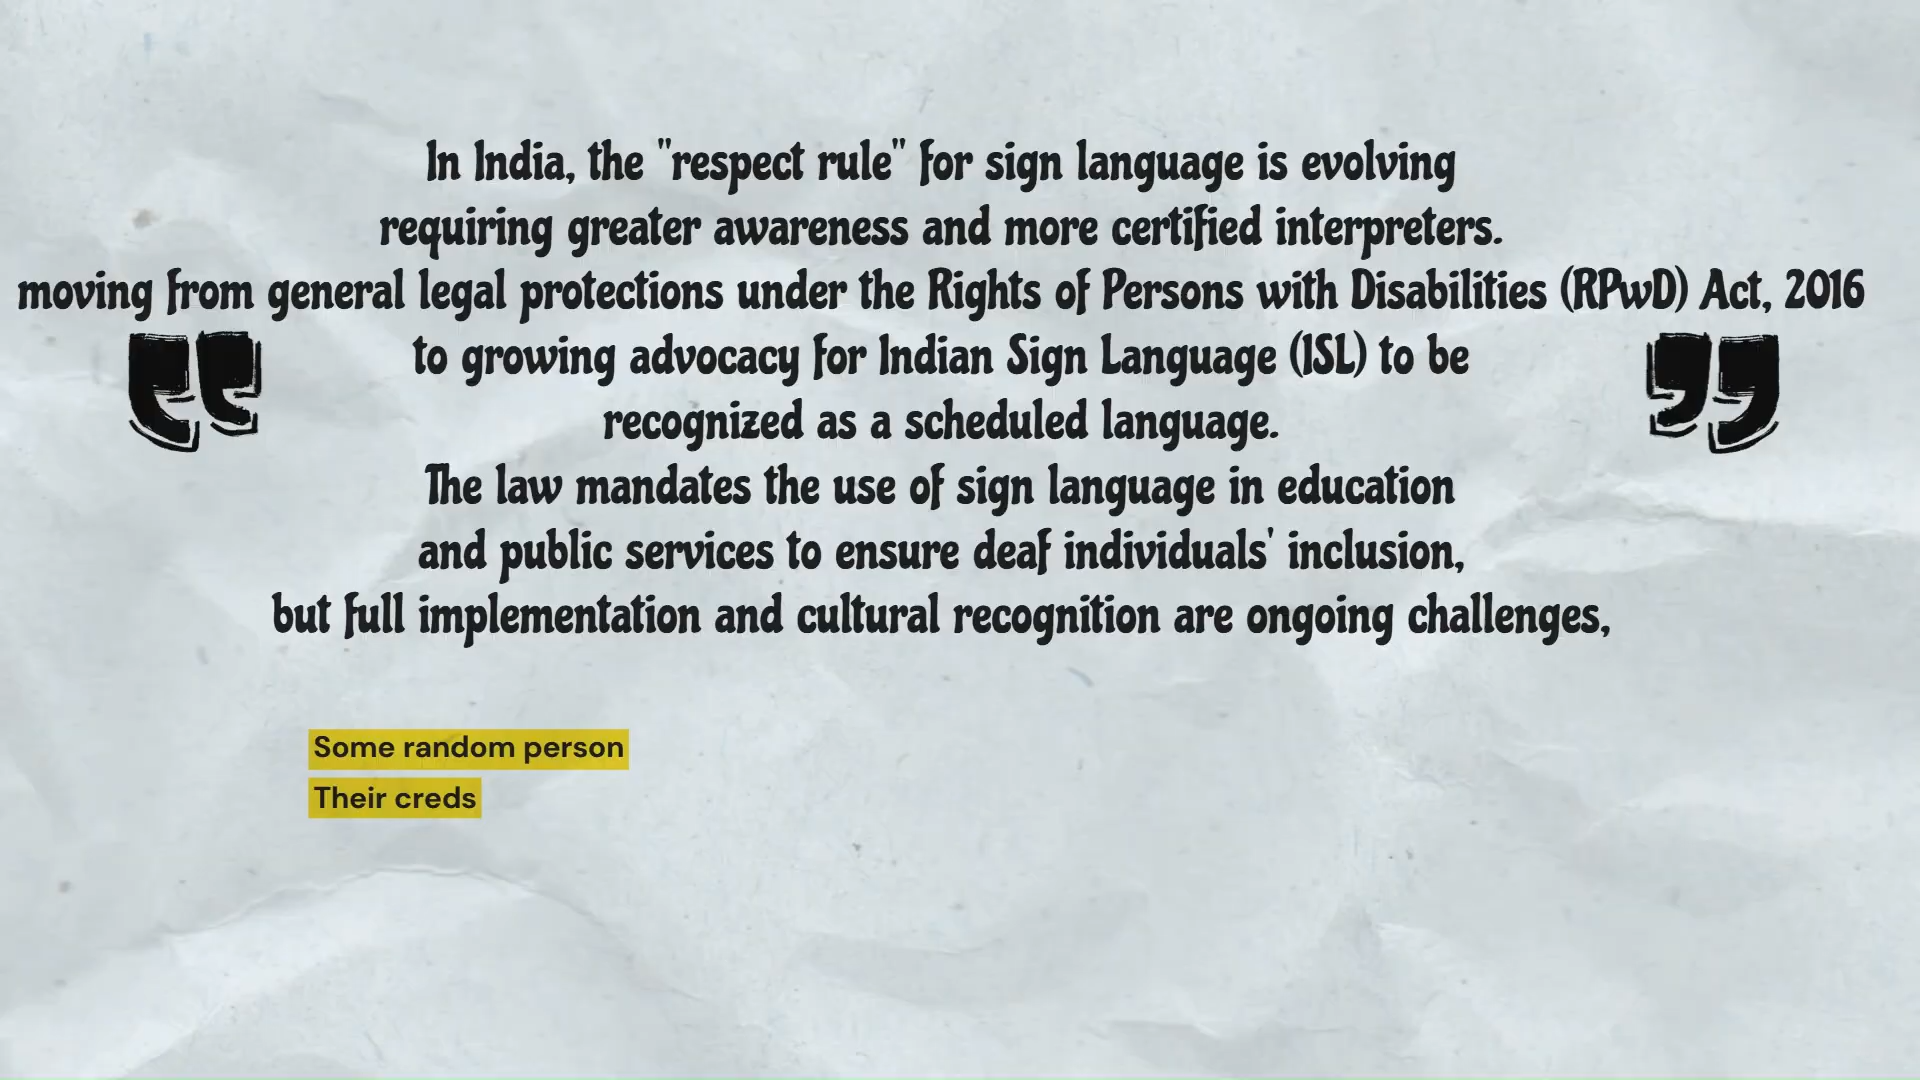 In India, the "respect rule" for sign language is evolving
requiring greater awareness and more certified interpreters.
moving from general legal protections under the Rights of Persons with Disabilities (RPwD) Act, 2016
to growing advocacy for Indian Sign Language (ISL) to be
recognized as a scheduled language.
The law mandates the use of sign language in education
and public services to ensure deaf individuals' inclusion,
but full implementation and cultural recognition are ongoing challenges,
Some random person
Their creds